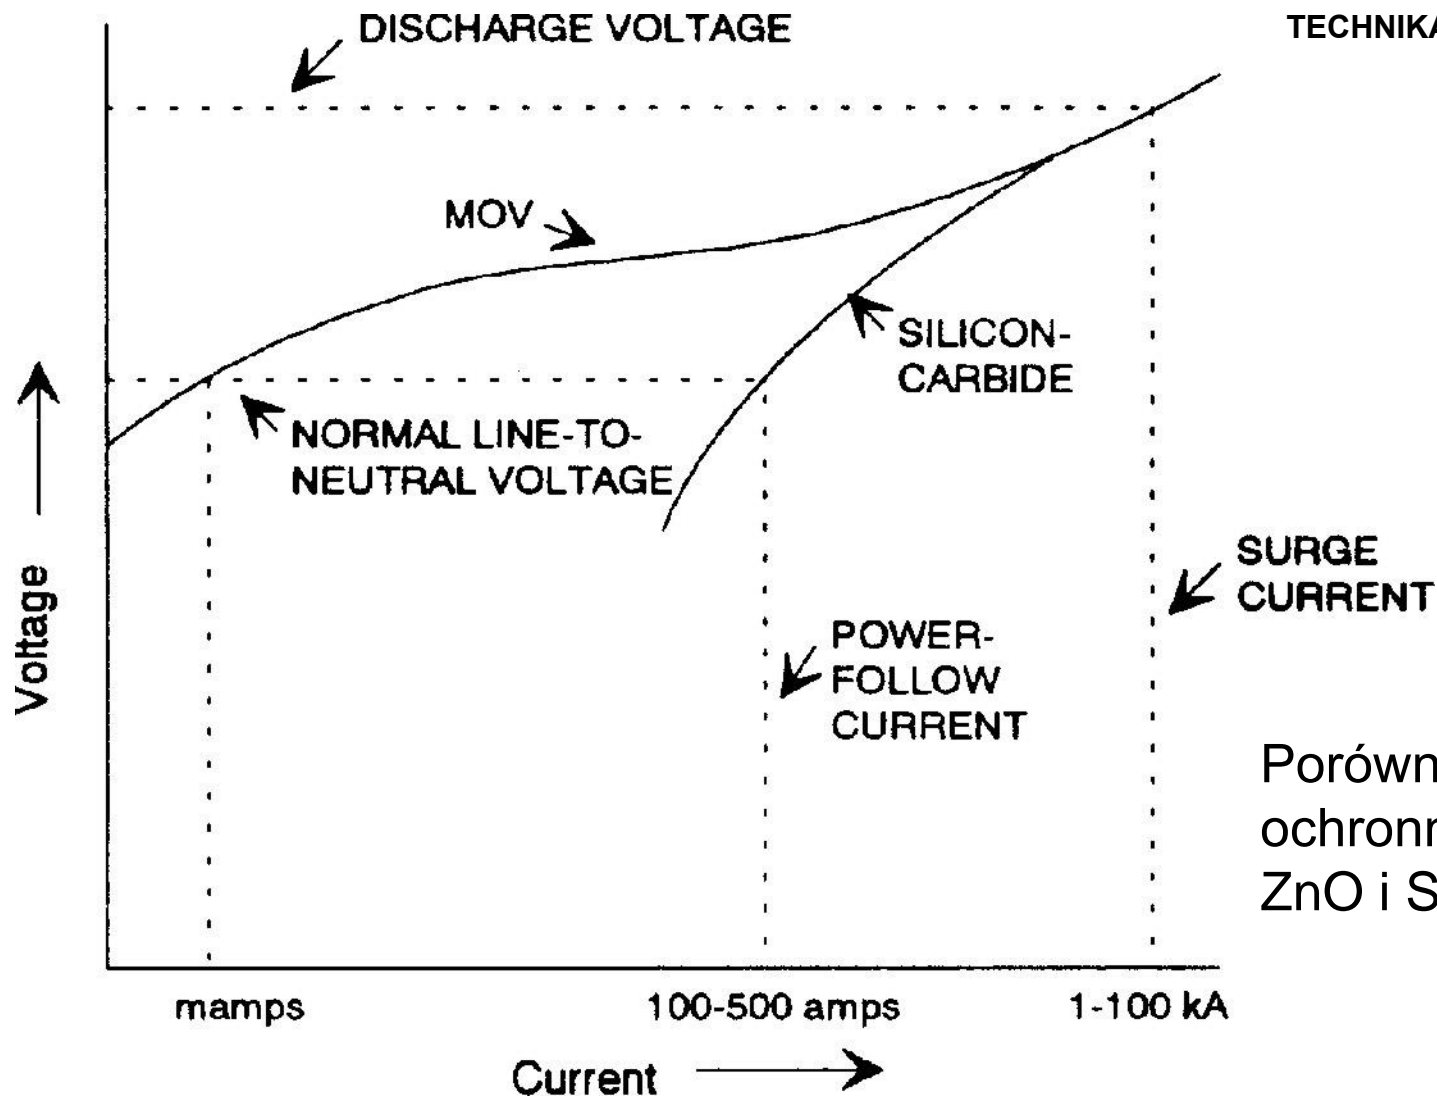 DISCHARGE VOLTAGE
MOV
SILICON-
CARBIDE
NORMAL LINE-TO-
NEUTRAL VOLTAGE
SURGE
CURRENT
POWER-
FOLLOW
CURRENT
Voltage
mamps
100-500 amps
1-100 kA
Current
ZnO i